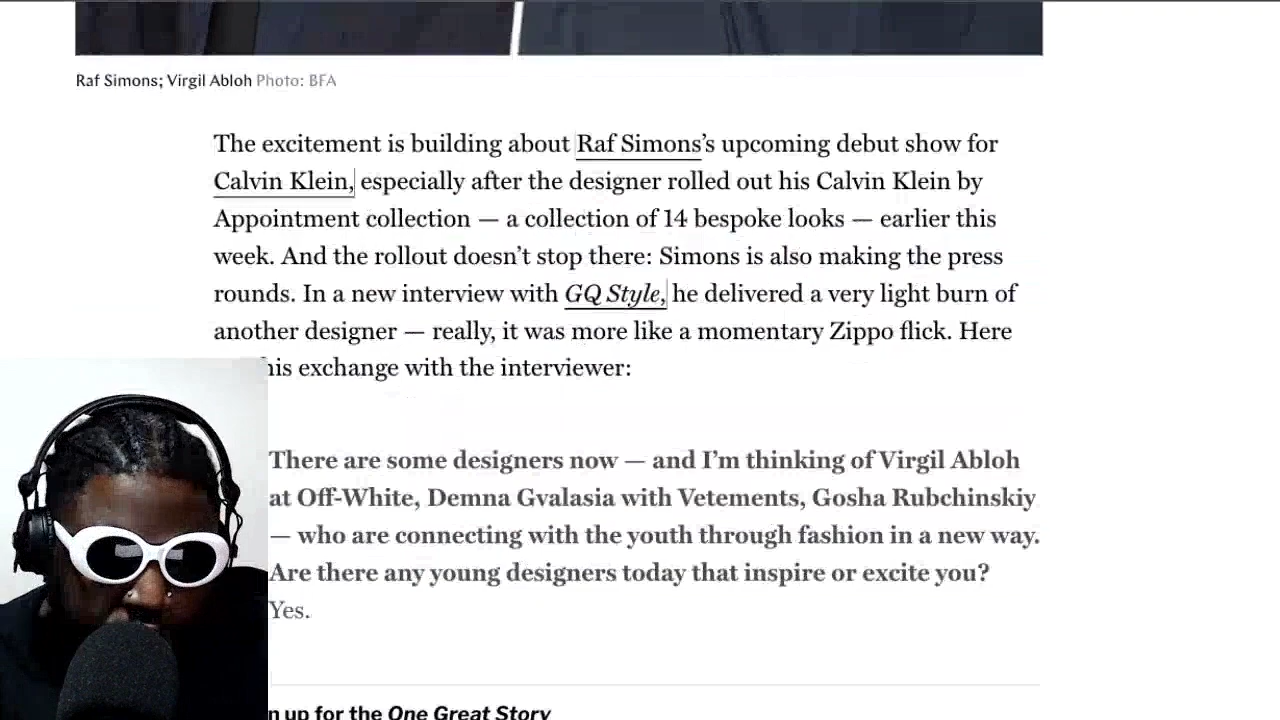 Raf Simons; Virgil Abloh Photo: BFA
The excitement is building about Raf Simons’s upcoming debut show for
Calvin Klein, especially after the designer rolled out his Calvin Klein by
Appointment collection — a collection of 14 bespoke looks — earlier this
week. And the rollout doesn’t stop there: Simons is also making the press
rounds. In a new interview with GQ Style, he delivered a very light burn of
another designer — really, it was more like a momentary Zippo flick. Here
his exchange with the interviewer:
There are some designers now — and I’m thinking of Virgil Abloh
at Off-White, Demna Gvalasia with Vetements, Gosha Rubchinskiy
— who are connecting with the youth through fashion in a new way.
Are there any young designers today that inspire or excite you?
Yes.
up for the One Great Story